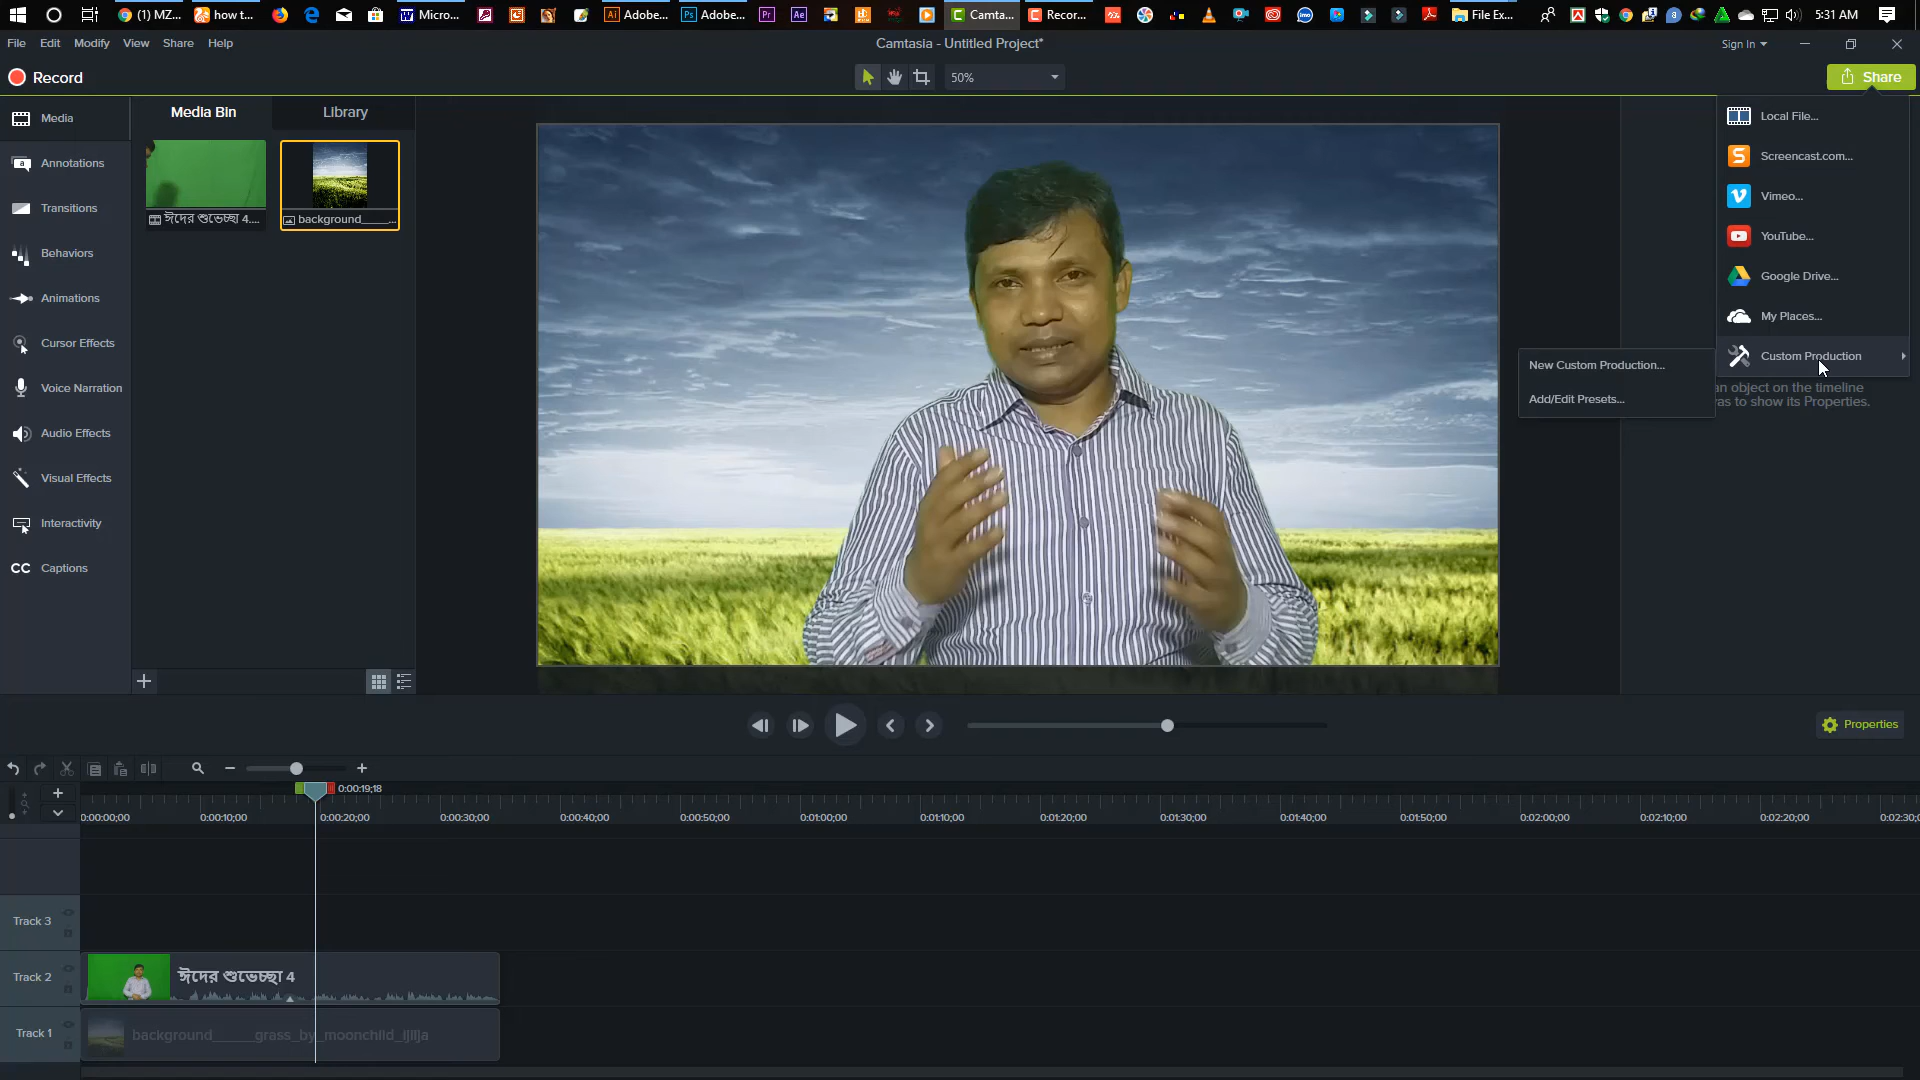 (1) MZ...
how t...
Micro...
Adobe...
Adobe...
Camta...
Recor...
File Ex...
5:31 AM
File Edit Modify View Share Help
Camtasia - Untitled Project*
Sign In
Record
50%
Share
Media
Annotations
Transitions
Behaviors
Animations
Cursor Effects
Voice Narration
Audio Effects
Visual Effects
Interactivity
CC Captions
Media Bin
Library
ঈদের শুভেচ্ছা 4....
background_____...
Local File...
Screencast.com...
Vimeo...
YouTube...
Google Drive...
My Places...
Custom Production
New Custom Production...
Add/Edit Presets...
an object on the timeline
as to show its Properties.
Properties
0:00:19;18
0:00:00;00 0:00:10;00 0:00:20;00 0:00:30;00 0:00:40;00 0:00:50;00 0:01:00;00 0:01:10;00 0:01:20;00 0:01:30;00 0:01:40;00 0:01:50;00 0:02:00;00 0:02:10;00 0:02:20;00
Track 3
Track 2
ঈদের শুভেচ্ছা 4
Track 1